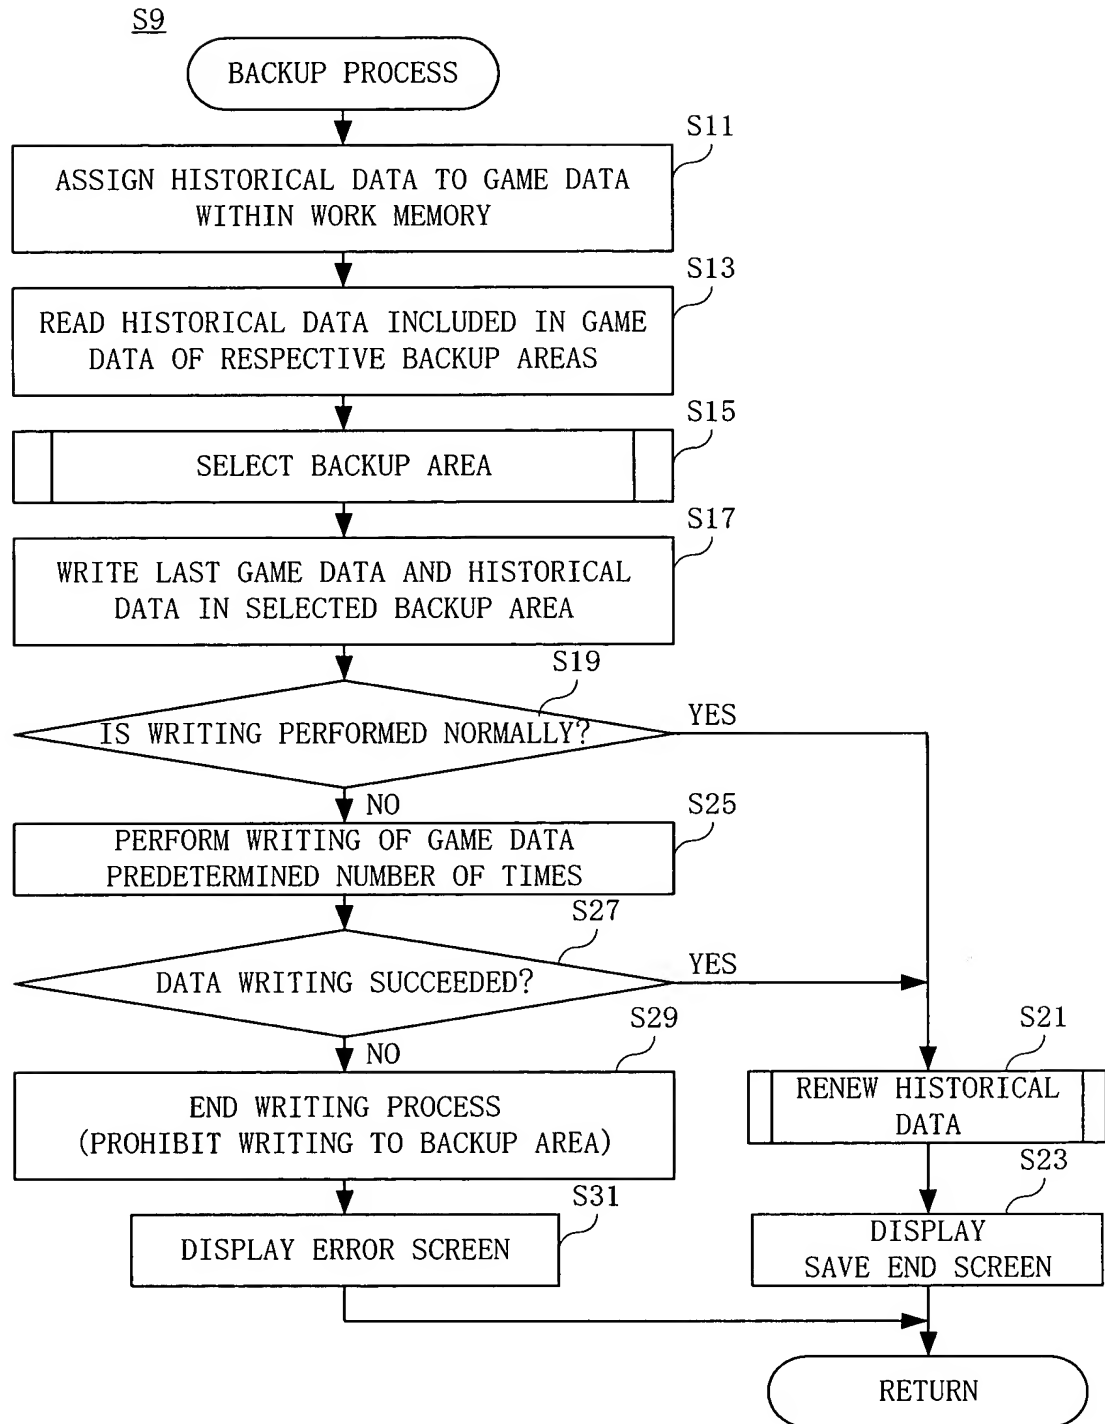 S9
BACKUP PROCESS
S11
ASSIGN HISTORICAL DATA TO GAME DATA
WITHIN WORK MEMORY
S13
READ HISTORICAL DATA INCLUDED IN GAME
DATA OF RESPECTIVE BACKUP AREAS
S15
SELECT BACKUP AREA
S17
WRITE LAST GAME DATA AND HISTORICAL
DATA IN SELECTED BACKUP AREA
S19
IS WRITING PERFORMED NORMALLY?
YES
NO
S25
PERFORM WRITING OF GAME DATA
PREDETERMINED NUMBER OF TIMES
S27
DATA WRITING SUCCEEDED?
YES
NO
S29
END WRITING PROCESS
(PROHIBIT WRITING TO BACKUP AREA)
S21
RENEW HISTORICAL
DATA
S31
DISPLAY ERROR SCREEN
S23
DISPLAY
SAVE END SCREEN
RETURN